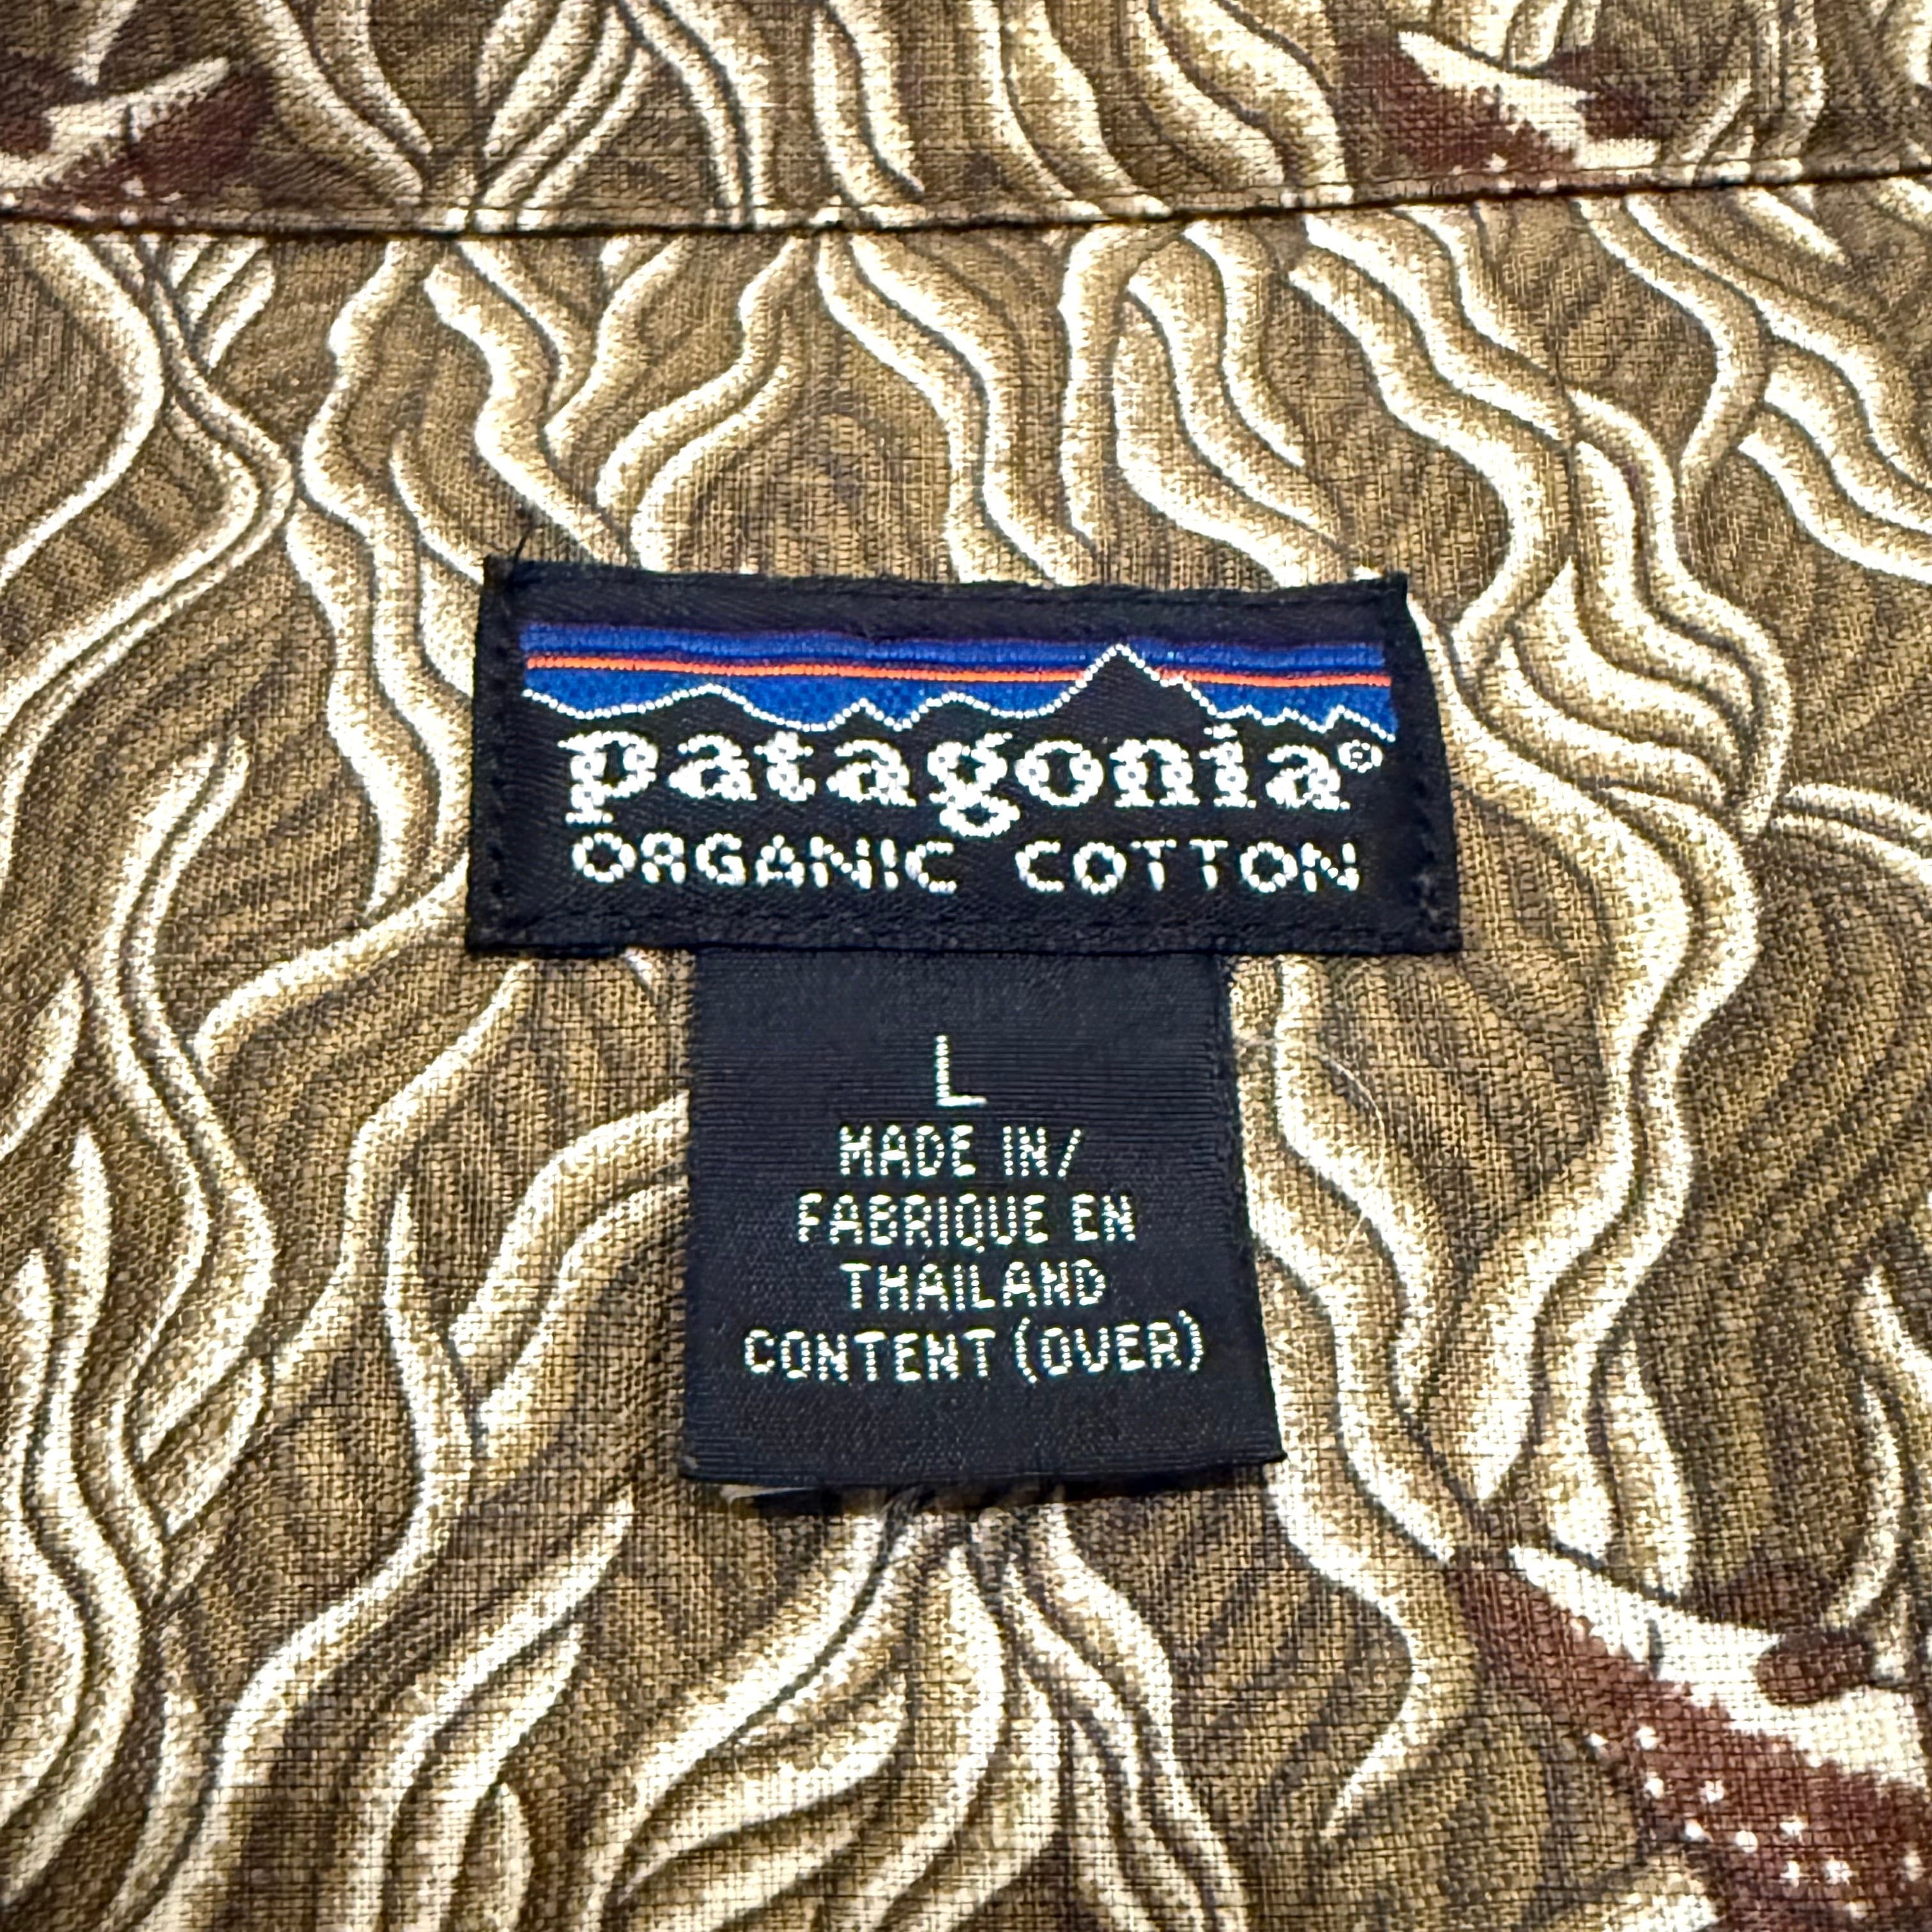 patagonia®
ORGANIC COTTON
L
MADE IN/
FABRIQUE EN
THAILAND
CONTENT (OVER)